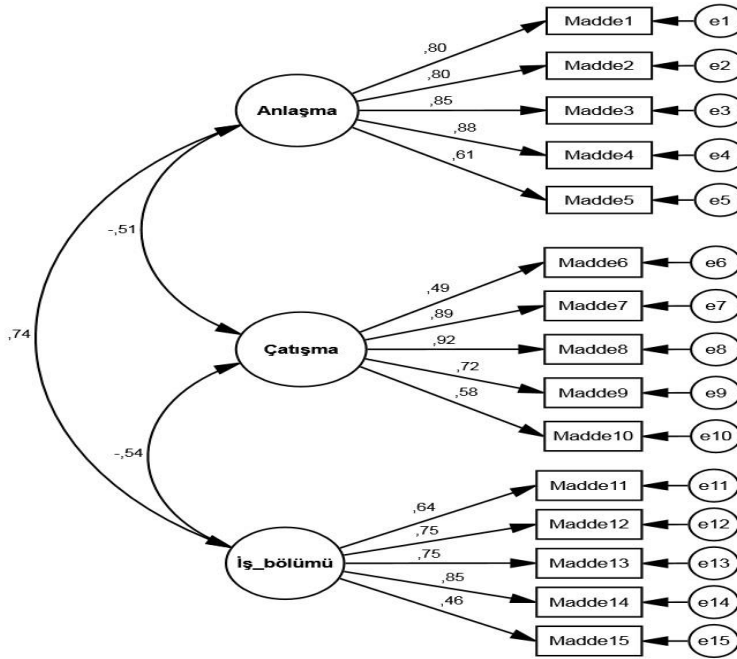 ,80
Madde1
e1
,80
Madde2
e2
,85
Madde3
e3
,88
Madde4
e4
,61
Madde5
e5
Anlaşma
-,51
,49
Madde6
e6
,89
Madde7
e7
,92
Madde8
e8
,72
Madde9
e9
,58
Madde10
e10
,74
Çatışma
-,54
,64
Madde11
e11
,75
Madde12
e12
,75
Madde13
e13
,85
Madde14
e14
,46
Madde15
e15
İş_bölümü